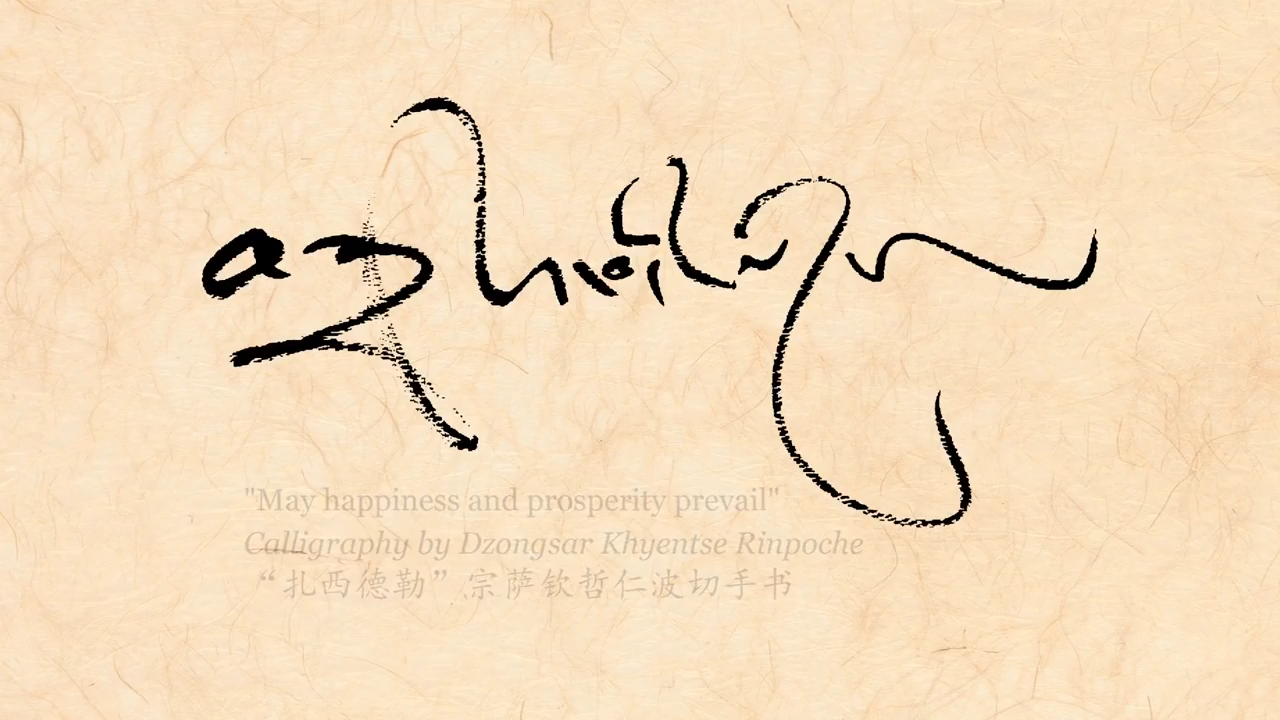 "May happiness and prosperity prevail"
Calligraphy by Dzongsar Khyentse Rinpoche
“扎西德勒”宗萨钦哲仁波切手书